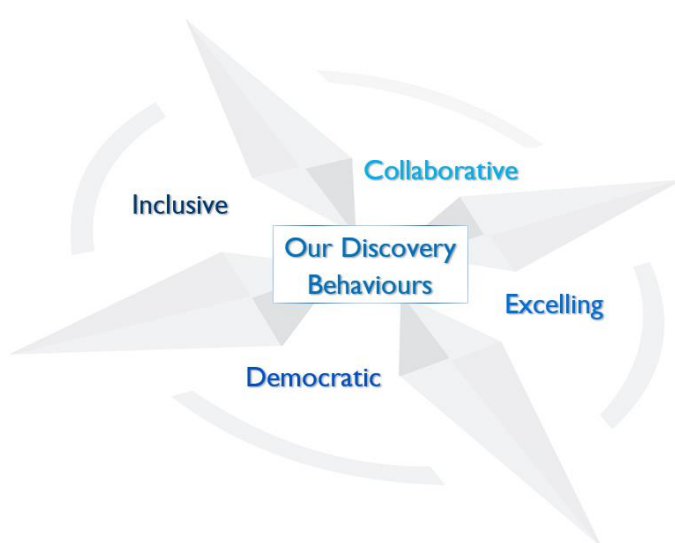 Collaborative
Inclusive
Our Discovery
Behaviours
Excelling
Democratic